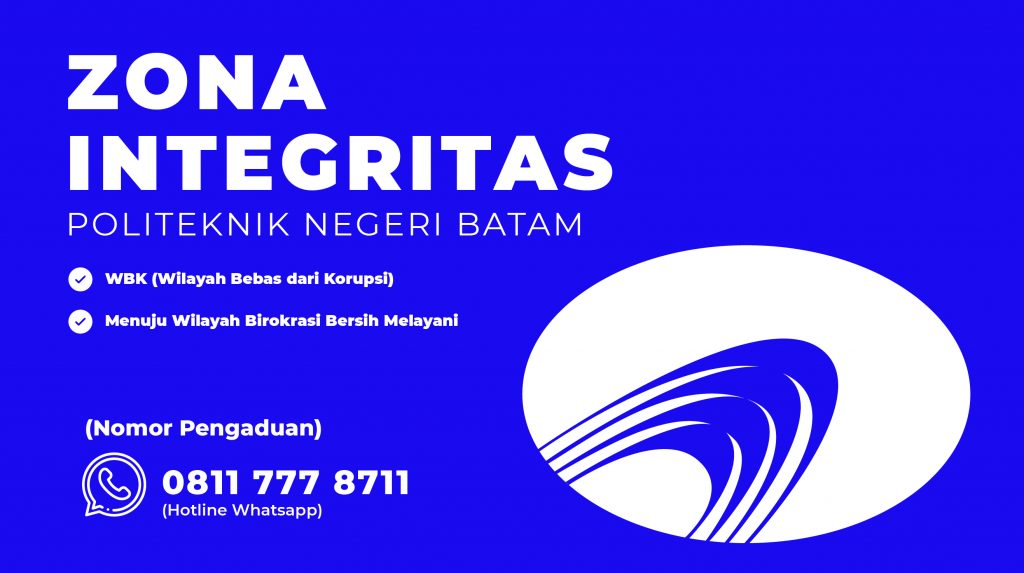 ZONA
INTEGRITAS
POLITEKNIK NEGERI BATAM
WBK (Wilayah Bebas dari Korupsi)
Menuju Wilayah Birokrasi Bersih Melayani
(Nomor Pengaduan)
0811 777 8711
(Hotline Whatsapp)